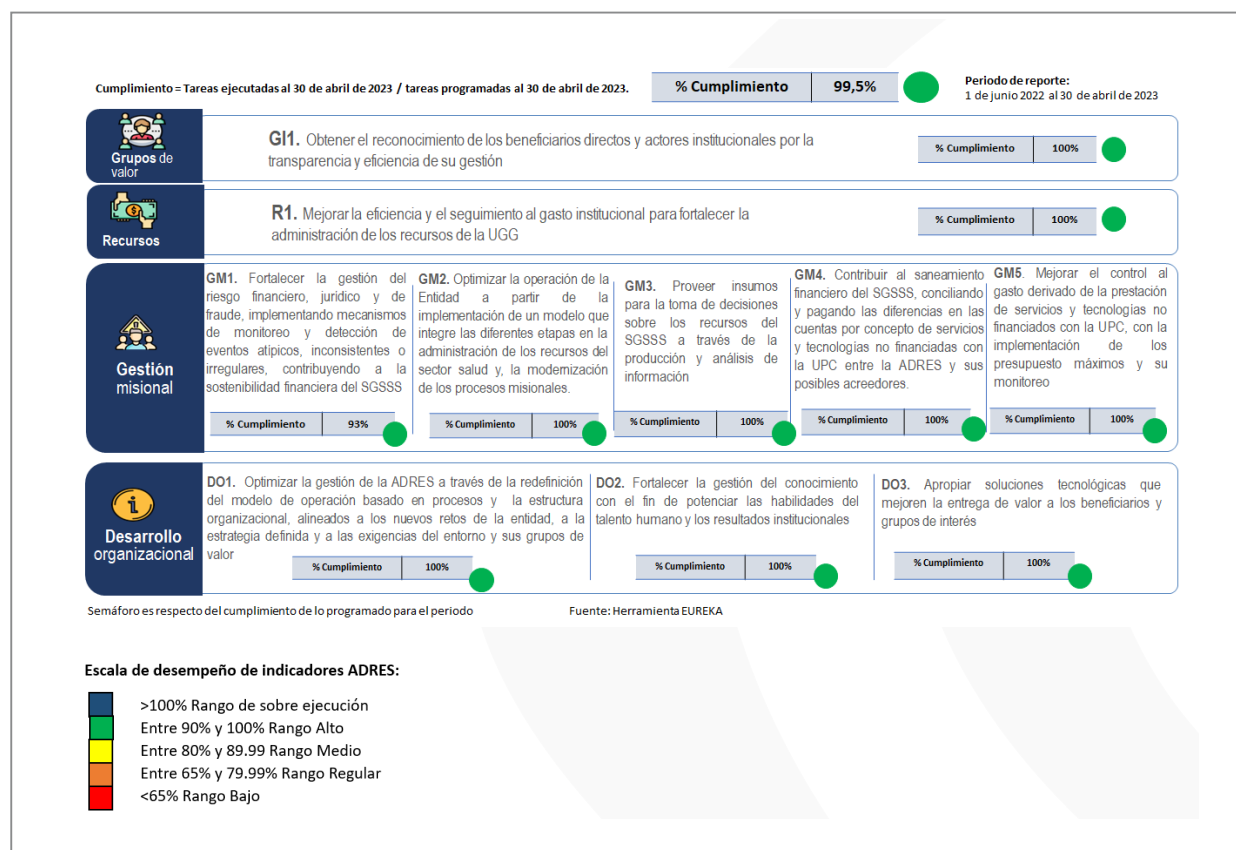 Cumplimiento = Tareas ejecutadas al 30 de abril de 2023 / tareas programadas al 30 de abril de 2023.
% Cumplimiento 99,5%
Periodo de reporte:
1 de junio 2022 al 30 de abril de 2023
Grupos de
valor
GI1. Obtener el reconocimiento de los beneficiarios directos y actores institucionales por la
transparencia y eficiencia de su gestión
% Cumplimiento 100%
Recursos
R1. Mejorar la eficiencia y el seguimiento al gasto institucional para fortalecer la
administración de los recursos de la UGG
% Cumplimiento 100%
Gestión
misional
GM1. Fortalecer la gestión del
riesgo financiero, jurídico y de
fraude, implementando mecanismos
de monitoreo y detección de
eventos atípicos, inconsistentes o
irregulares, contribuyendo a la
sostenibilidad financiera del SGSSS
% Cumplimiento 93%
GM2. Optimizar la operación de la
Entidad a partir de la
implementación de un modelo que
integre las diferentes etapas en la
administración de los recursos del
sector salud y, la modernización
de los procesos misionales.
% Cumplimiento 100%
GM3. Proveer insumos
para la toma de decisiones
sobre los recursos del
SGSSS a través de la
producción y análisis de
información
% Cumplimiento 100%
GM4. Contribuir al saneamiento
financiero del SGSSS, conciliando
y pagando las diferencias en las
cuentas por concepto de servicios
y tecnologías no financiadas con
la UPC entre la ADRES y sus
posibles acreedores.
% Cumplimiento 100%
GM5. Mejorar el control al
gasto derivado de la prestación
de servicios y tecnologías no
financiados con la UPC, con la
implementación de los
presupuesto máximos y su
monitoreo
% Cumplimiento 100%
Desarrollo
organizacional
DO1. Optimizar la gestión de la ADRES a través de la redefinición
del modelo de operación basado en procesos y la estructura
organizacional, alineados a los nuevos retos de la entidad, a la
estrategia definida y a las exigencias del entorno y sus grupos de
valor
% Cumplimiento 100%
DO2. Fortalecer la gestión del conocimiento
con el fin de potenciar las habilidades del
talento humano y los resultados institucionales
% Cumplimiento 100%
DO3. Apropiar soluciones tecnológicas que
mejoren la entrega de valor a los beneficiarios y
grupos de interés
% Cumplimiento 100%
Semáforo es respecto del cumplimiento de lo programado para el periodo
Fuente: Herramienta EUREKA
Escala de desempeño de indicadores ADRES:
>100% Rango de sobre ejecución
Entre 90% y 100% Rango Alto
Entre 80% y 89.99 Rango Medio
Entre 65% y 79.99% Rango Regular
<65% Rango Bajo